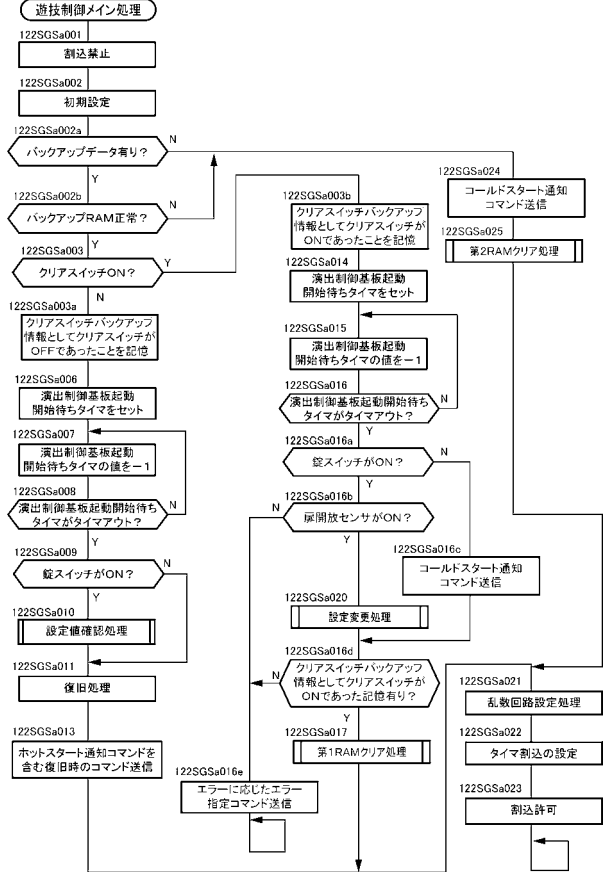 遊技制御メイン処理
122SGSa001
割込禁止
122SGSa002
初期設定
122SGSa002a
バックアップデータ有り？
N
Y
122SGSa002b
バックアップRAM正常？
N
Y
122SGSa003
クリアスイッチON？
Y
N
122SGSa003a
クリアスイッチバックアップ
情報としてクリアスイッチが
OFFであったことを記憶
122SGSa006
演出制御基板起動
開始待ちタイマをセット
122SGSa007
演出制御基板起動
開始待ちタイマの値を－1
122SGSa008
演出制御基板起動開始待ち
タイマがタイマアウト？
N
Y
122SGSa009
錠スイッチがON？
N
Y
122SGSa010
設定値確認処理
122SGSa011
復旧処理
122SGSa013
ホットスタート通知コマンドを
含む復旧時のコマンド送信
122SGSa003b
クリアスイッチバックアップ
情報としてクリアスイッチが
ONであったことを記憶
122SGSa014
演出制御基板起動
開始待ちタイマをセット
122SGSa015
演出制御基板起動
開始待ちタイマの値を－1
122SGSa016
演出制御基板起動開始待ち
タイマがタイマアウト？
N
Y
122SGSa016a
錠スイッチがON？
N
Y
122SGSa016b
扉開放センサがON？
N
Y
122SGSa016c
コールドスタート通知
コマンド送信
122SGSa020
設定変更処理
122SGSa016d
クリアスイッチバックアップ
情報としてクリアスイッチが
ONであった記憶有り？
N
Y
122SGSa017
第1RAMクリア処理
122SGSa016e
エラーに応じたエラー
指定コマンド送信
122SGSa024
コールドスタート通知
コマンド送信
122SGSa025
第2RAMクリア処理
122SGSa021
乱数回路設定処理
122SGSa022
タイマ割込の設定
122SGSa023
割込許可